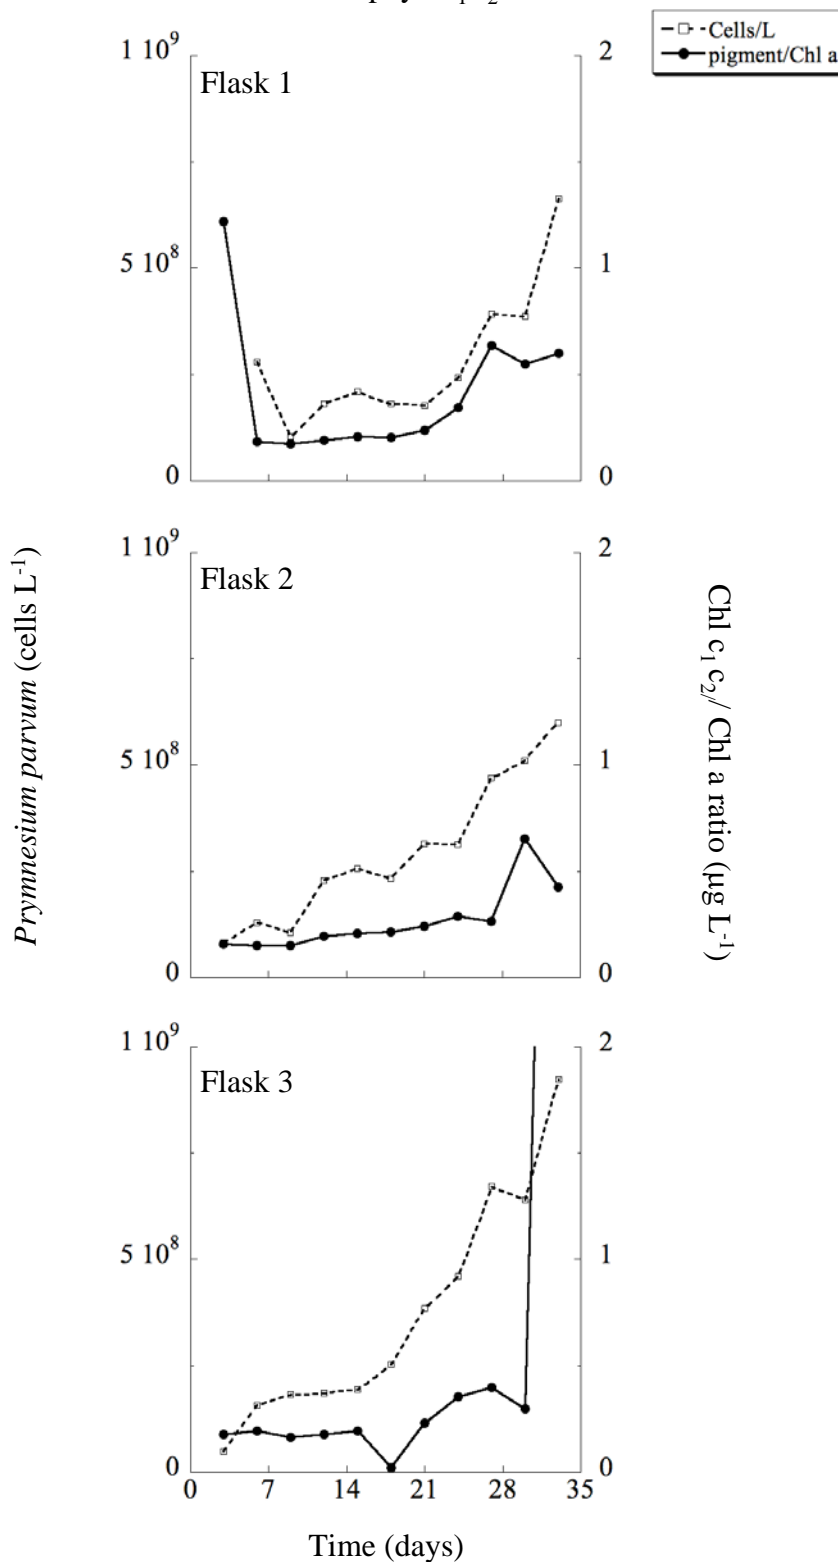 Cells/L
pigment/Chl a
Flask 1
1 10⁹
5 10⁸
0
2
1
0
Flask 2
1 10⁹
5 10⁸
0
2
1
0
Prymnesium parvum (cells L⁻¹)
Chl c₁ c₂/ Chl a ratio (µg L⁻¹)
Flask 3
1 10⁹
5 10⁸
0
2
1
0
0 7 14 21 28 35
Time (days)